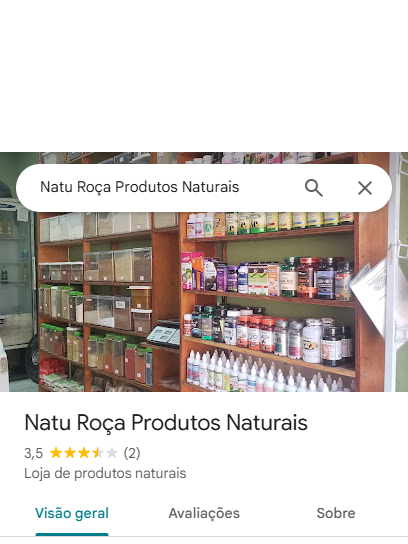 Natu Roça Produtos Naturais
Natu Roça Produtos Naturais
3,5 (2)
Loja de produtos naturais
Visão geral
Avaliações
Sobre